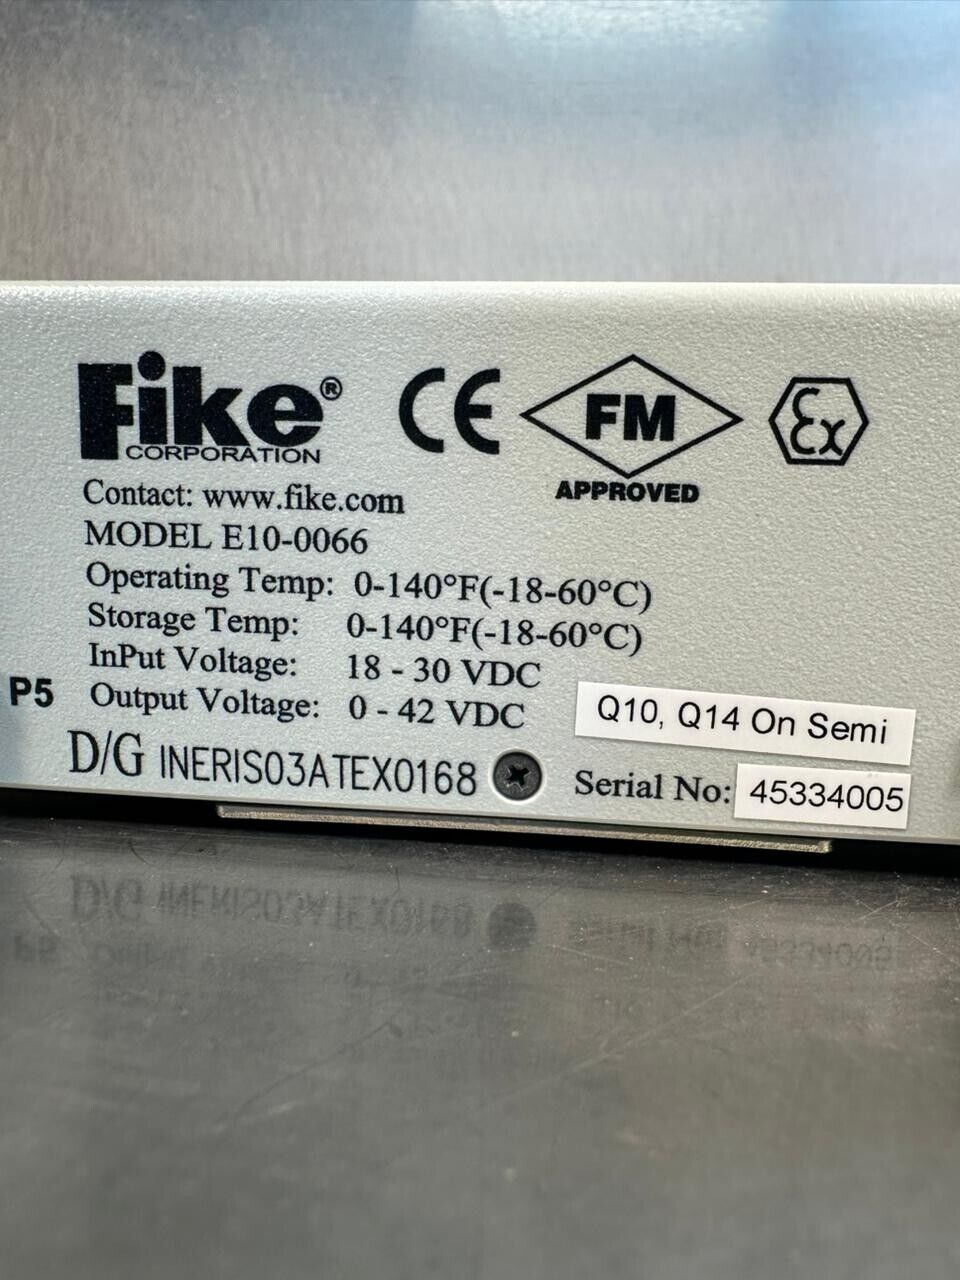 Fike®
CORPORATION
CE
FM
APPROVED
Ex
Contact: www.fike.com
MODEL E10-0066
Operating Temp: 0-140°F(-18-60°C)
Storage Temp: 0-140°F(-18-60°C)
InPut Voltage: 18 - 30 VDC
P5
Output Voltage: 0 - 42 VDC
Q10, Q14 On Semi
D/G INERIS03ATEX0168
Serial No: 45334005